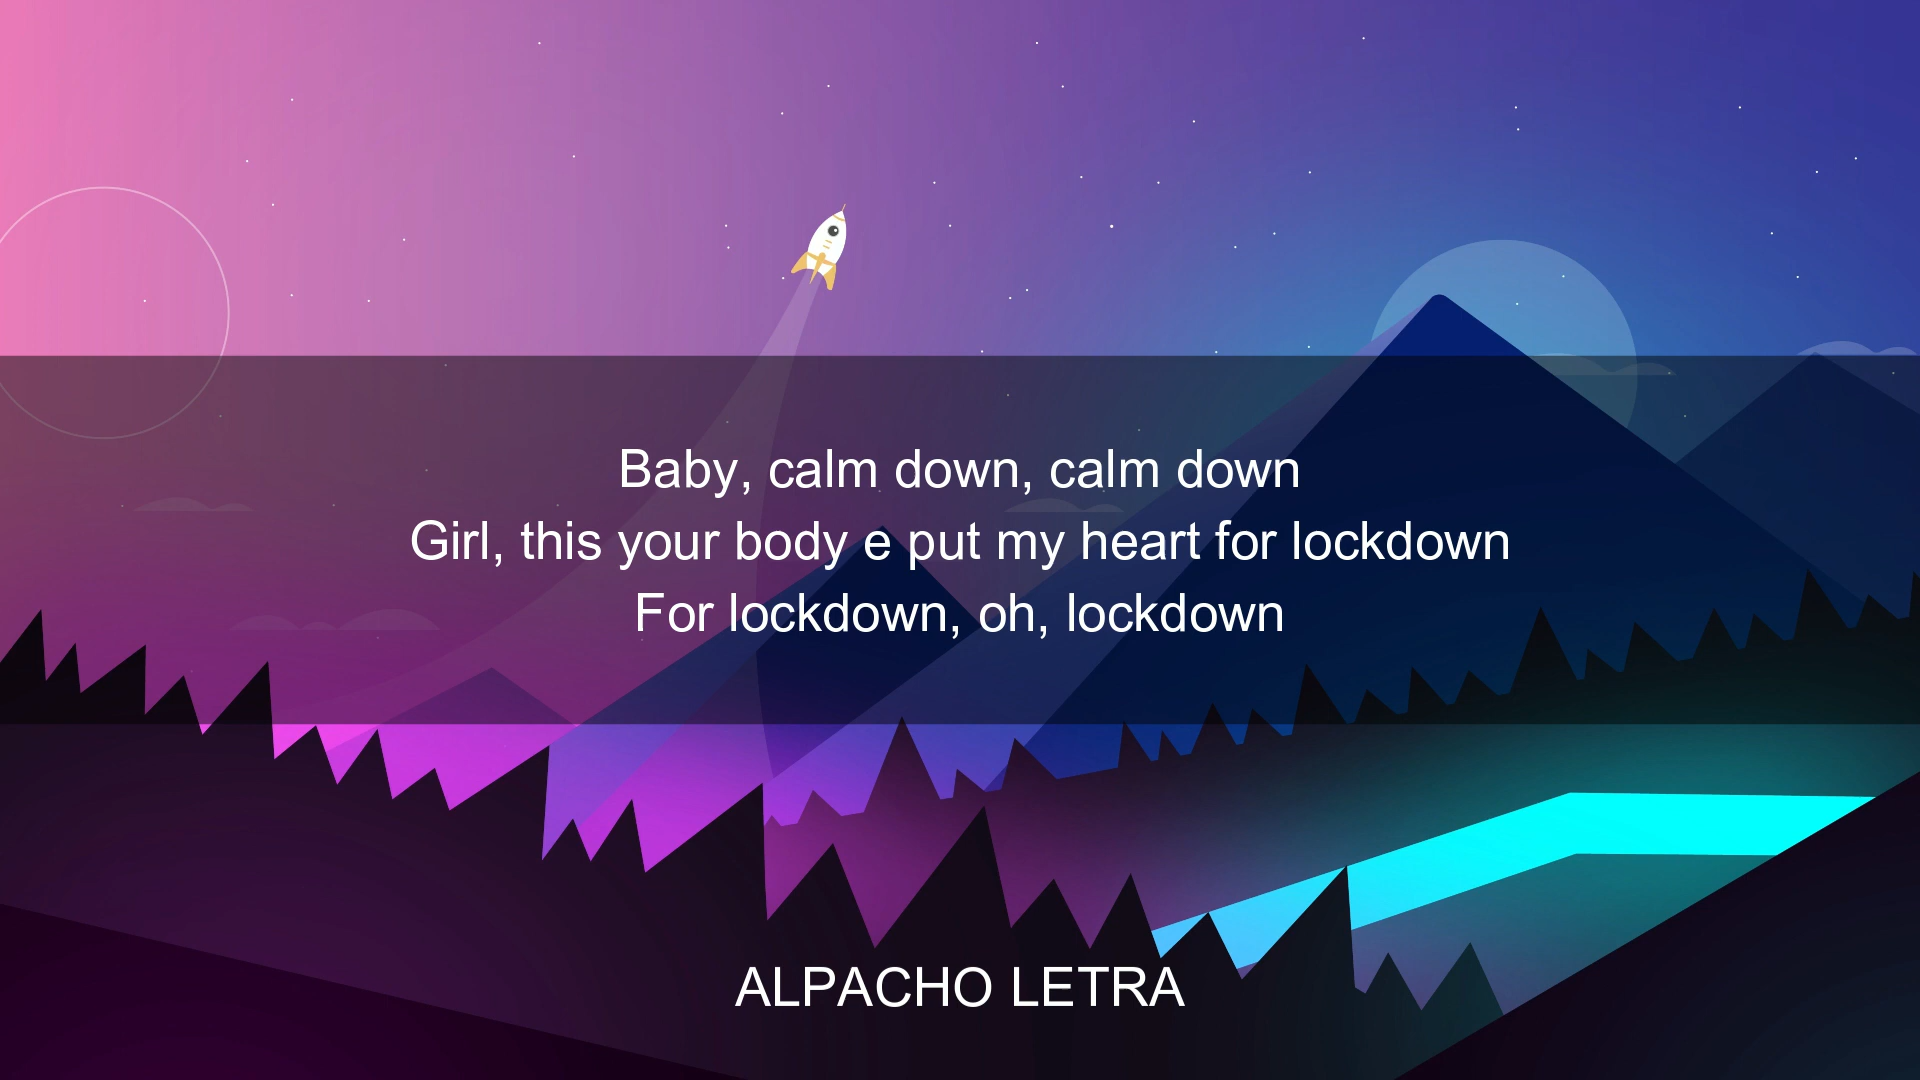 Baby, calm down, calm down
Girl, this your body e put my heart for lockdown
For lockdown, oh, lockdown
ALPACHO LETRA